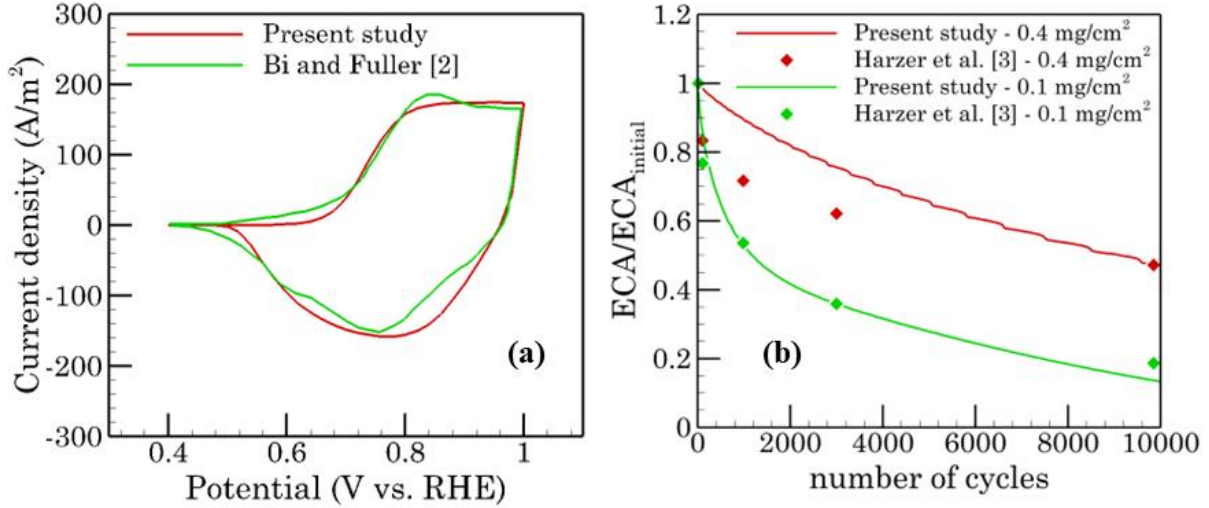 300
200
100
0
-100
-200
-300
Current density (A/m²)
Present study
Bi and Fuller [2]
(a)
0.4
0.6
0.8
1
Potential (V vs. RHE)
1.2
1
0.8
0.6
0.4
0.2
0
ECA/ECA_initial
Present study - 0.4 mg/cm²
Harzer et al. [3] - 0.4 mg/cm²
Present study - 0.1 mg/cm²
Harzer et al. [3] - 0.1 mg/cm²
(b)
0
2000
4000
6000
8000
10000
number of cycles